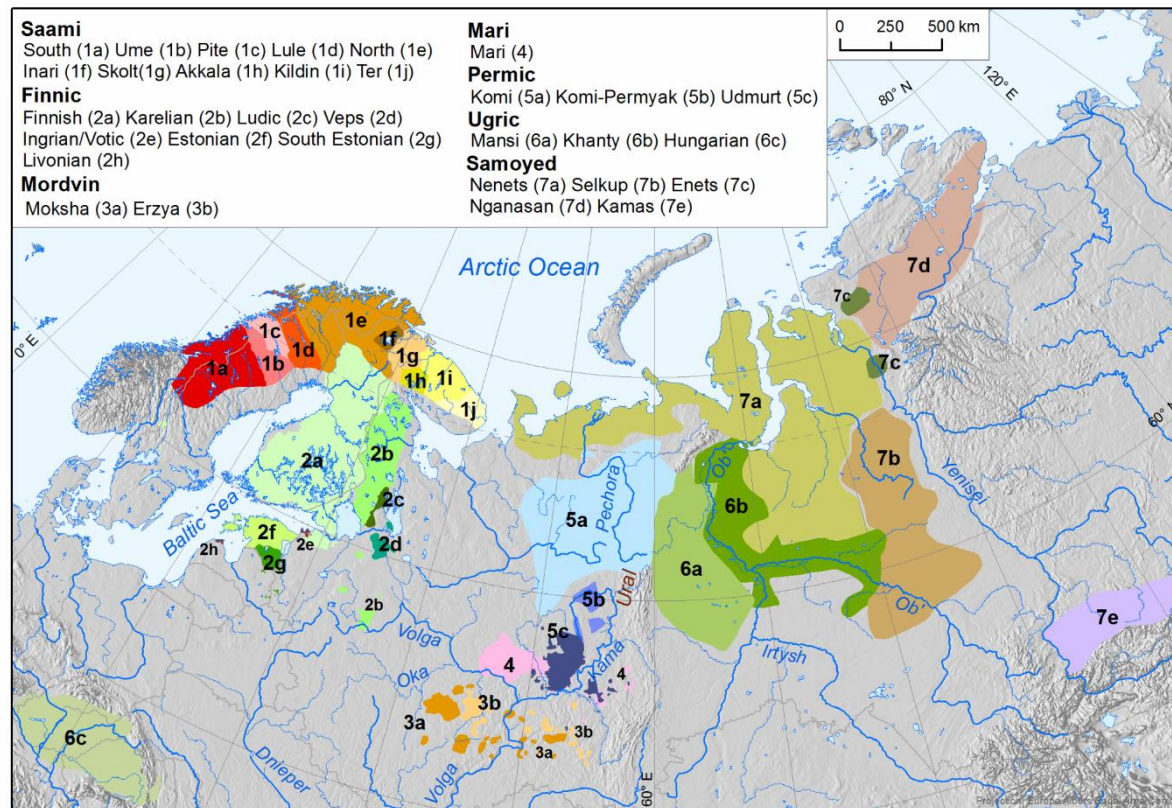 Saami
South (1a) Ume (1b) Pite (1c) Lule (1d) North (1e)
Inari (1f) Skolt(1g) Akkala (1h) Kildin (1i) Ter (1j)
Finnic
Finnish (2a) Karelian (2b) Ludic (2c) Veps (2d)
Ingrian/Votic (2e) Estonian (2f) South Estonian (2g)
Livonian (2h)
Mordvin
Moksha (3a) Erzya (3b)
Mari
Mari (4)
Permic
Komi (5a) Komi-Permyak (5b) Udmurt (5c)
Ugric
Mansi (6a) Khanty (6b) Hungarian (6c)
Samoyed
Nenets (7a) Selkup (7b) Enets (7c)
Nganasan (7d) Kamas (7e)
0 250 500 km
80° N
120° E
Arctic Ocean
7d
7c
0° E
1e
1c
1f
1d
1g
1a
1b
1h
1i
7c
1j
7a
60° N
2a
2b
7b
Ob'
Yenisei
2c
Pechora
6b
Baltic Sea
5a
2f
2e
2h
2d
2g
6a
Ural
5b
Ob'
2b
7e
Volga
5c
Irtysh
4
Kama
4
Oka
3b
3a
3b
6c
3a
Dnieper
Volga
60° E